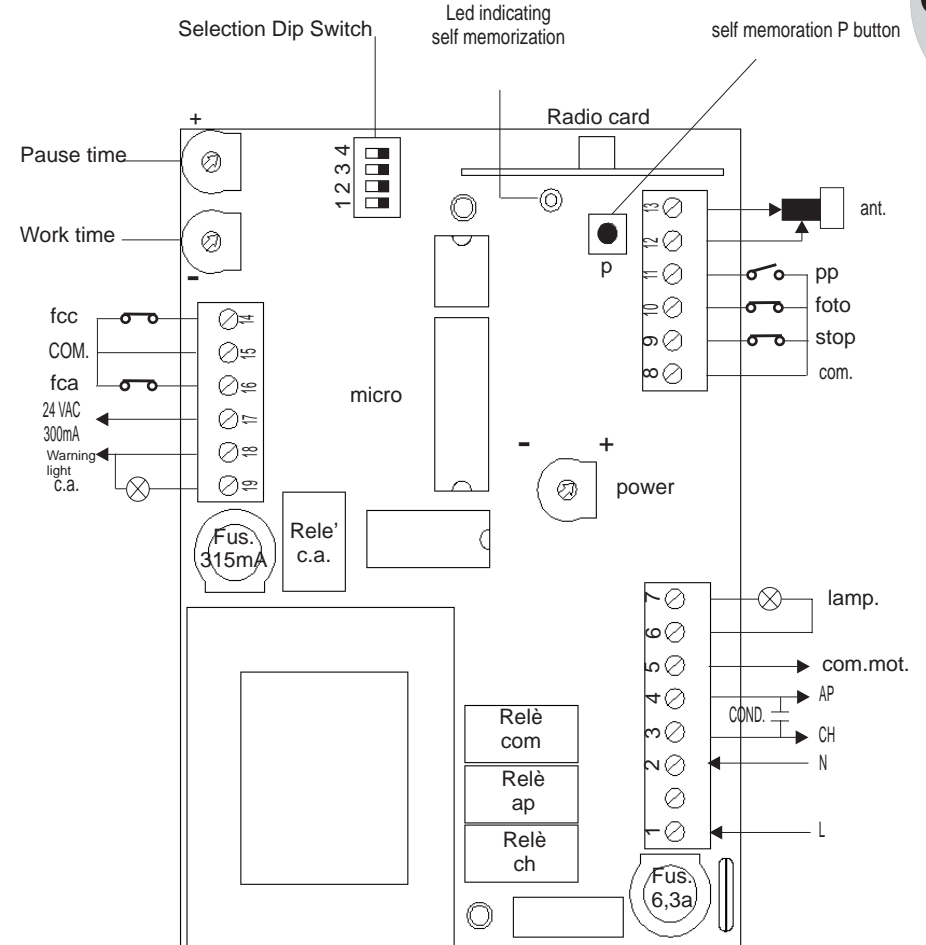 Led indicating
self memorization
Selection Dip Switch
self memoration P button
+
Radio card
Pause time
1 2 3 4
Work time
-
p
13
12
11
10
9
8
ant.
pp
foto
stop
com.
fcc
COM.
fca
24 VAC
300mA
Warning
light
c.a.
14
15
16
17
18
19
micro
- +
power
Fus.
315mA
Rele’
c.a.
7
6
5
4
3
2
1
lamp.
com.mot.
AP
COND.
CH
N
L
Relè
com
Relè
ap
Relè
ch
Fus.
6,3a